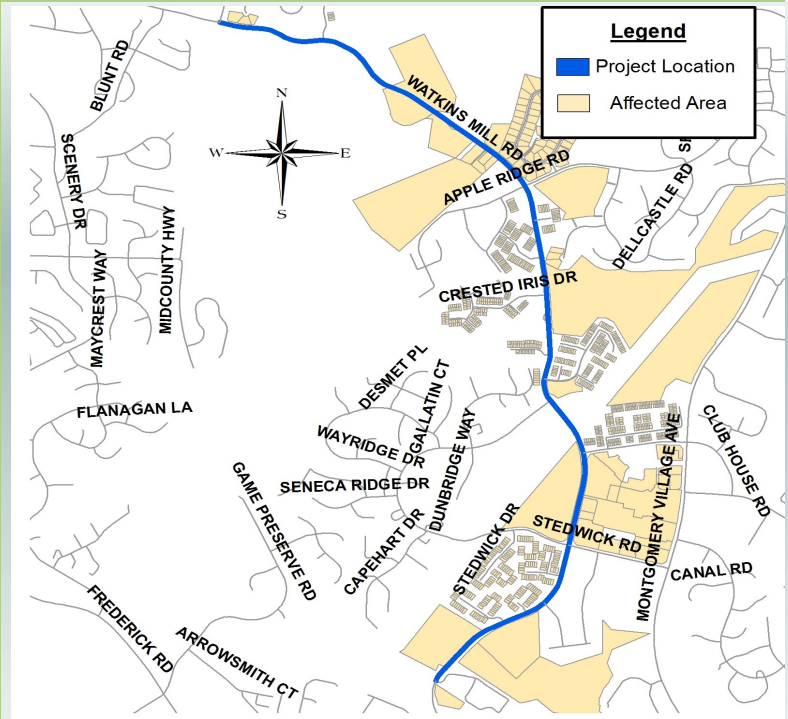 Legend
Project Location
Affected Area
BLUNT RD
WATKINS MILL RD
N
W
E
S
SCENERY DR
APPLE RIDGE RD
DELLCASTLE RD
MIDCOUNTY HWY
MAYCREST WAY
CRESTED IRIS DR
DESMET PL
GALLATIN CT
FLANAGAN LA
WAYRIDGE DR
DUNBRIDGE WAY
CLUB HOUSE RD
MONTGOMERY VILLAGE AVE
GAME PRESERVE RD
SENECA RIDGE DR
STEDWICK DR
STEDWICK RD
CAPEHART DR
CANAL RD
FREDERICK RD
ARROWSMITH CT